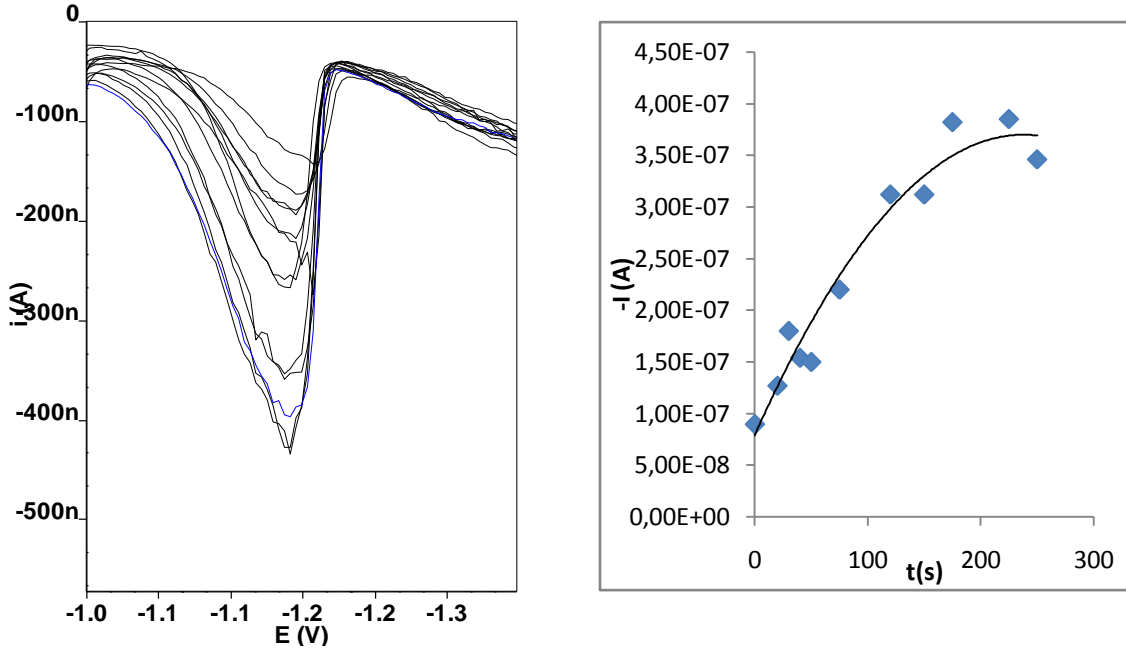 0
-100n
-200n
-300n
-400n
-500n
i (A)
-1.0 -1.1 -1.1 -1.2 -1.2 -1.3
E (V)
4,50E-07
4,00E-07
3,50E-07
3,00E-07
2,50E-07
2,00E-07
1,50E-07
1,00E-07
5,00E-08
0,00E+00
-I (A)
0 100 200 300
t(s)